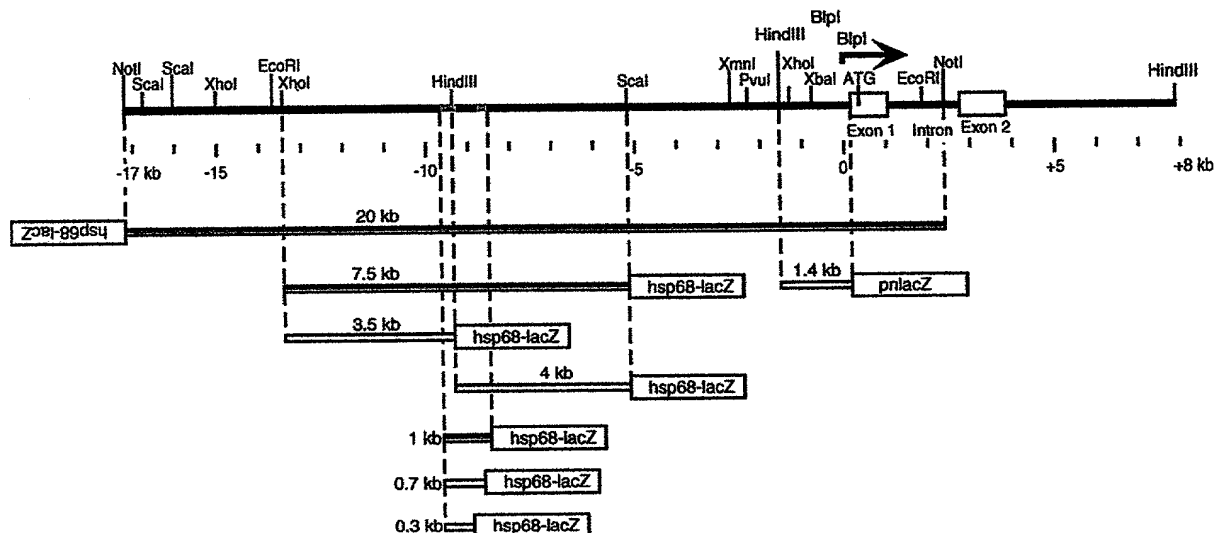 BlpI
HindIII BlpI
NotI ScaI EcoRI HindIII ScaI XmnI XhoI ATG NotI HindIII
ScaI XhoI XhoI PvuI XbaI EcoRI
Exon 1 Intron Exon 2
-17 kb -15 -10 -5 0 +5 +8 kb
hsp68-lacZ 20 kb
7.5 kb hsp68-lacZ 1.4 kb pnlacZ
3.5 kb hsp68-lacZ
4 kb hsp68-lacZ
1 kb hsp68-lacZ
0.7 kb hsp68-lacZ
0.3 kb hsp68-lacZ